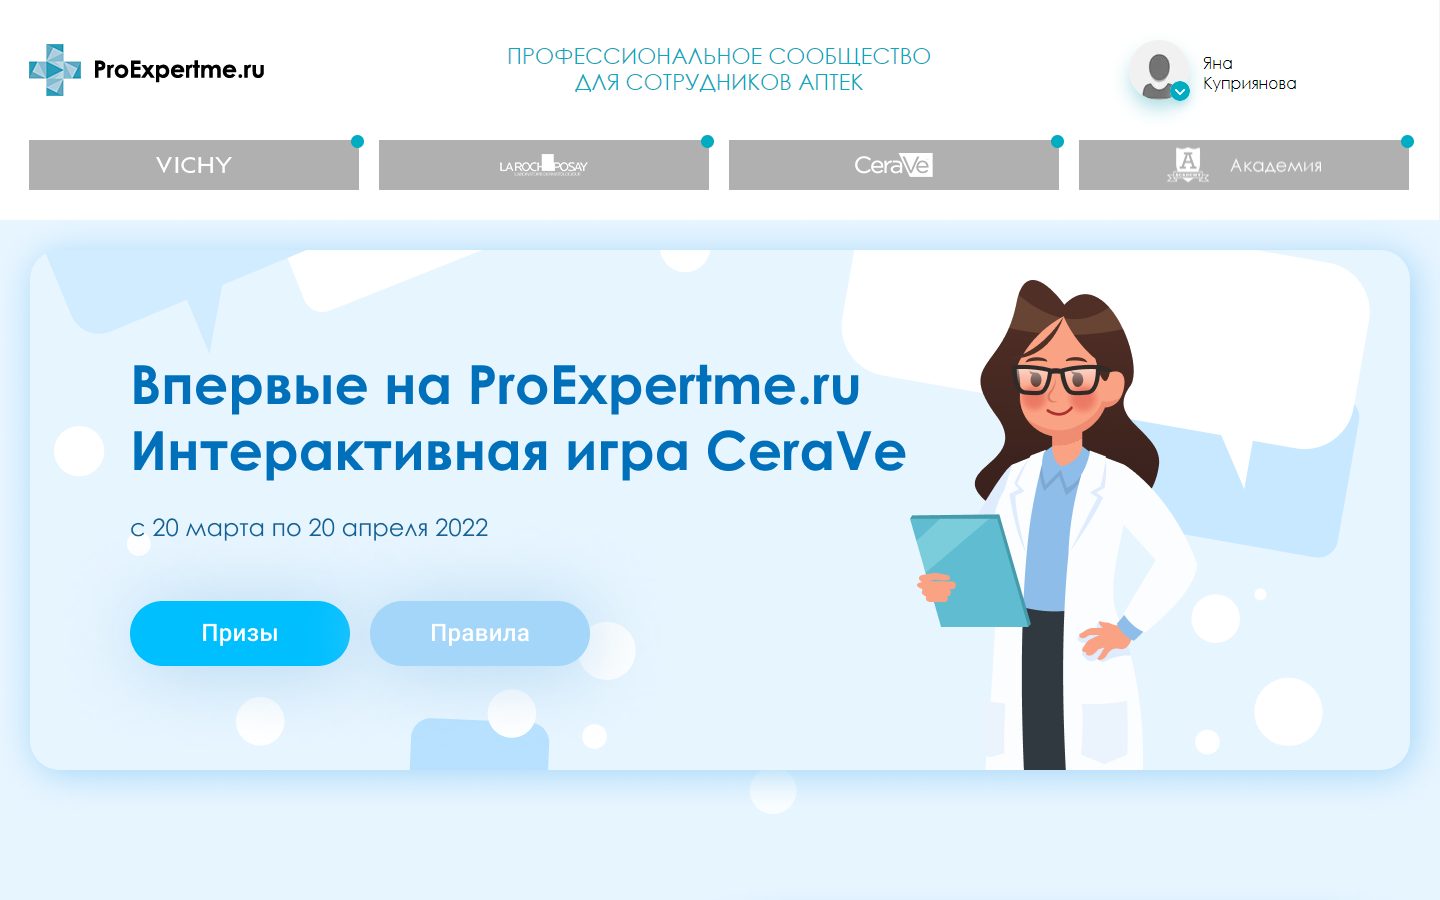 ProExpertme.ru
ПРОФЕССИОНАЛЬНОЕ СООБЩЕСТВО
ДЛЯ СОТРУДНИКОВ АПТЕК
Яна
Куприянова
VICHY
LA ROCHE POSAY
CeraVe
Академия
Впервые на ProExpertme.ru
Интерактивная игра CeraVe
с 20 марта по 20 апреля 2022
Призы
Правила